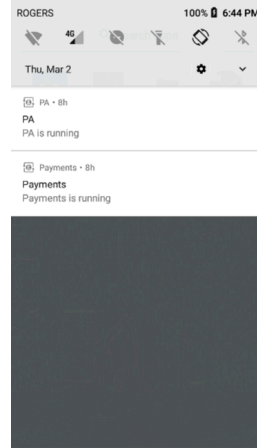 ROGERS 100% 6:44 PM
4G
Thu, Mar 2
PA • 8h
PA
PA is running
Payments • 8h
Payments
Payments is running